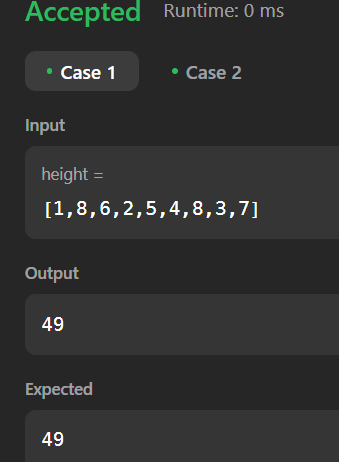 Accepted Runtime: 0 ms
Case 1 Case 2
Input
height =
[1,8,6,2,5,4,8,3,7]
Output
49
Expected
49